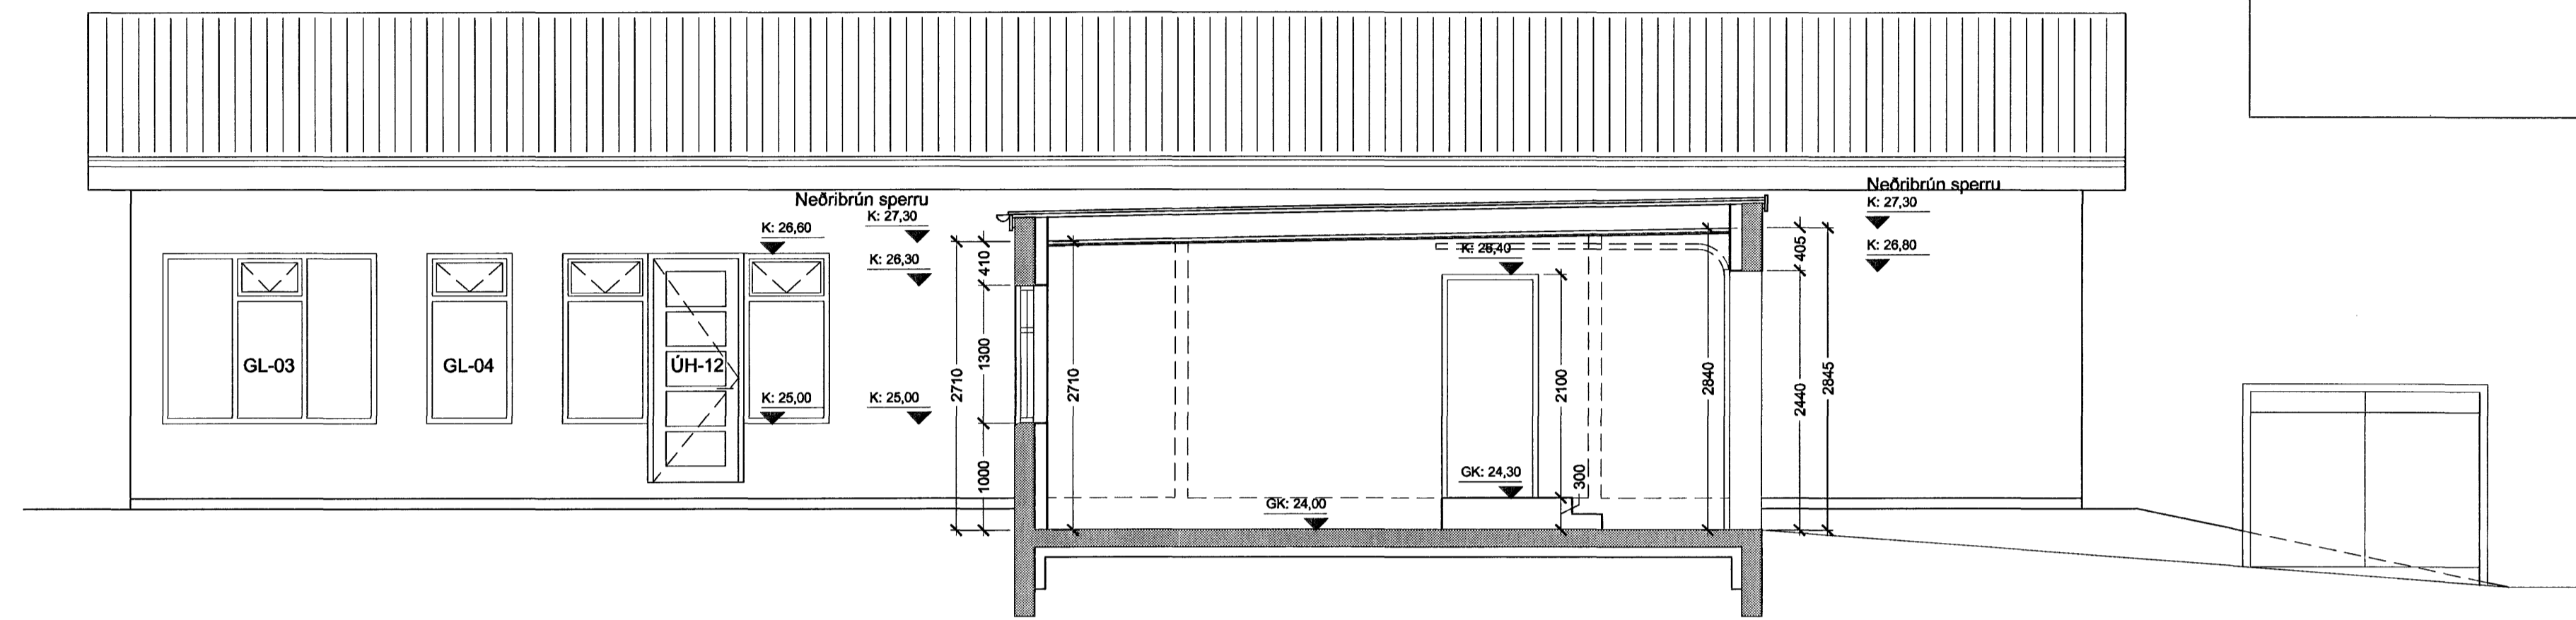 Neðribrún sperru
K: 27,30
K: 26,60
K: 26,30
K: 25,00
K: 25,00
GL-03
GL-04
ÚH-12
2710
410
1300
1000
2710
GK: 24,00
K: 26,40
2100
GK: 24,30
300
2840
405
2440
2845
Neðribrún sperru
K: 27,30
K: 26,80